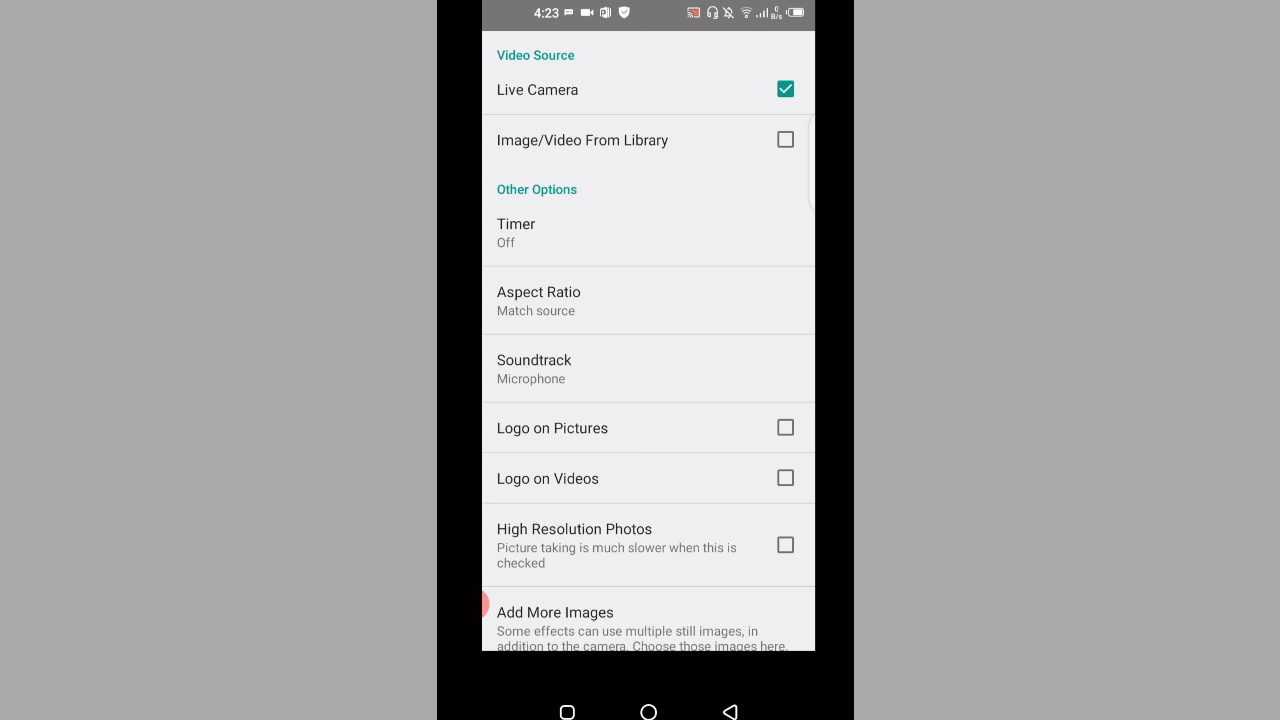 4:23
0
B/s
Video Source
Live Camera
Image/Video From Library
Other Options
Timer
Off
Aspect Ratio
Match source
Soundtrack
Microphone
Logo on Pictures
Logo on Videos
High Resolution Photos
Picture taking is much slower when this is
checked
Add More Images
Some effects can use multiple still images, in
addition to the camera. Choose those images here.